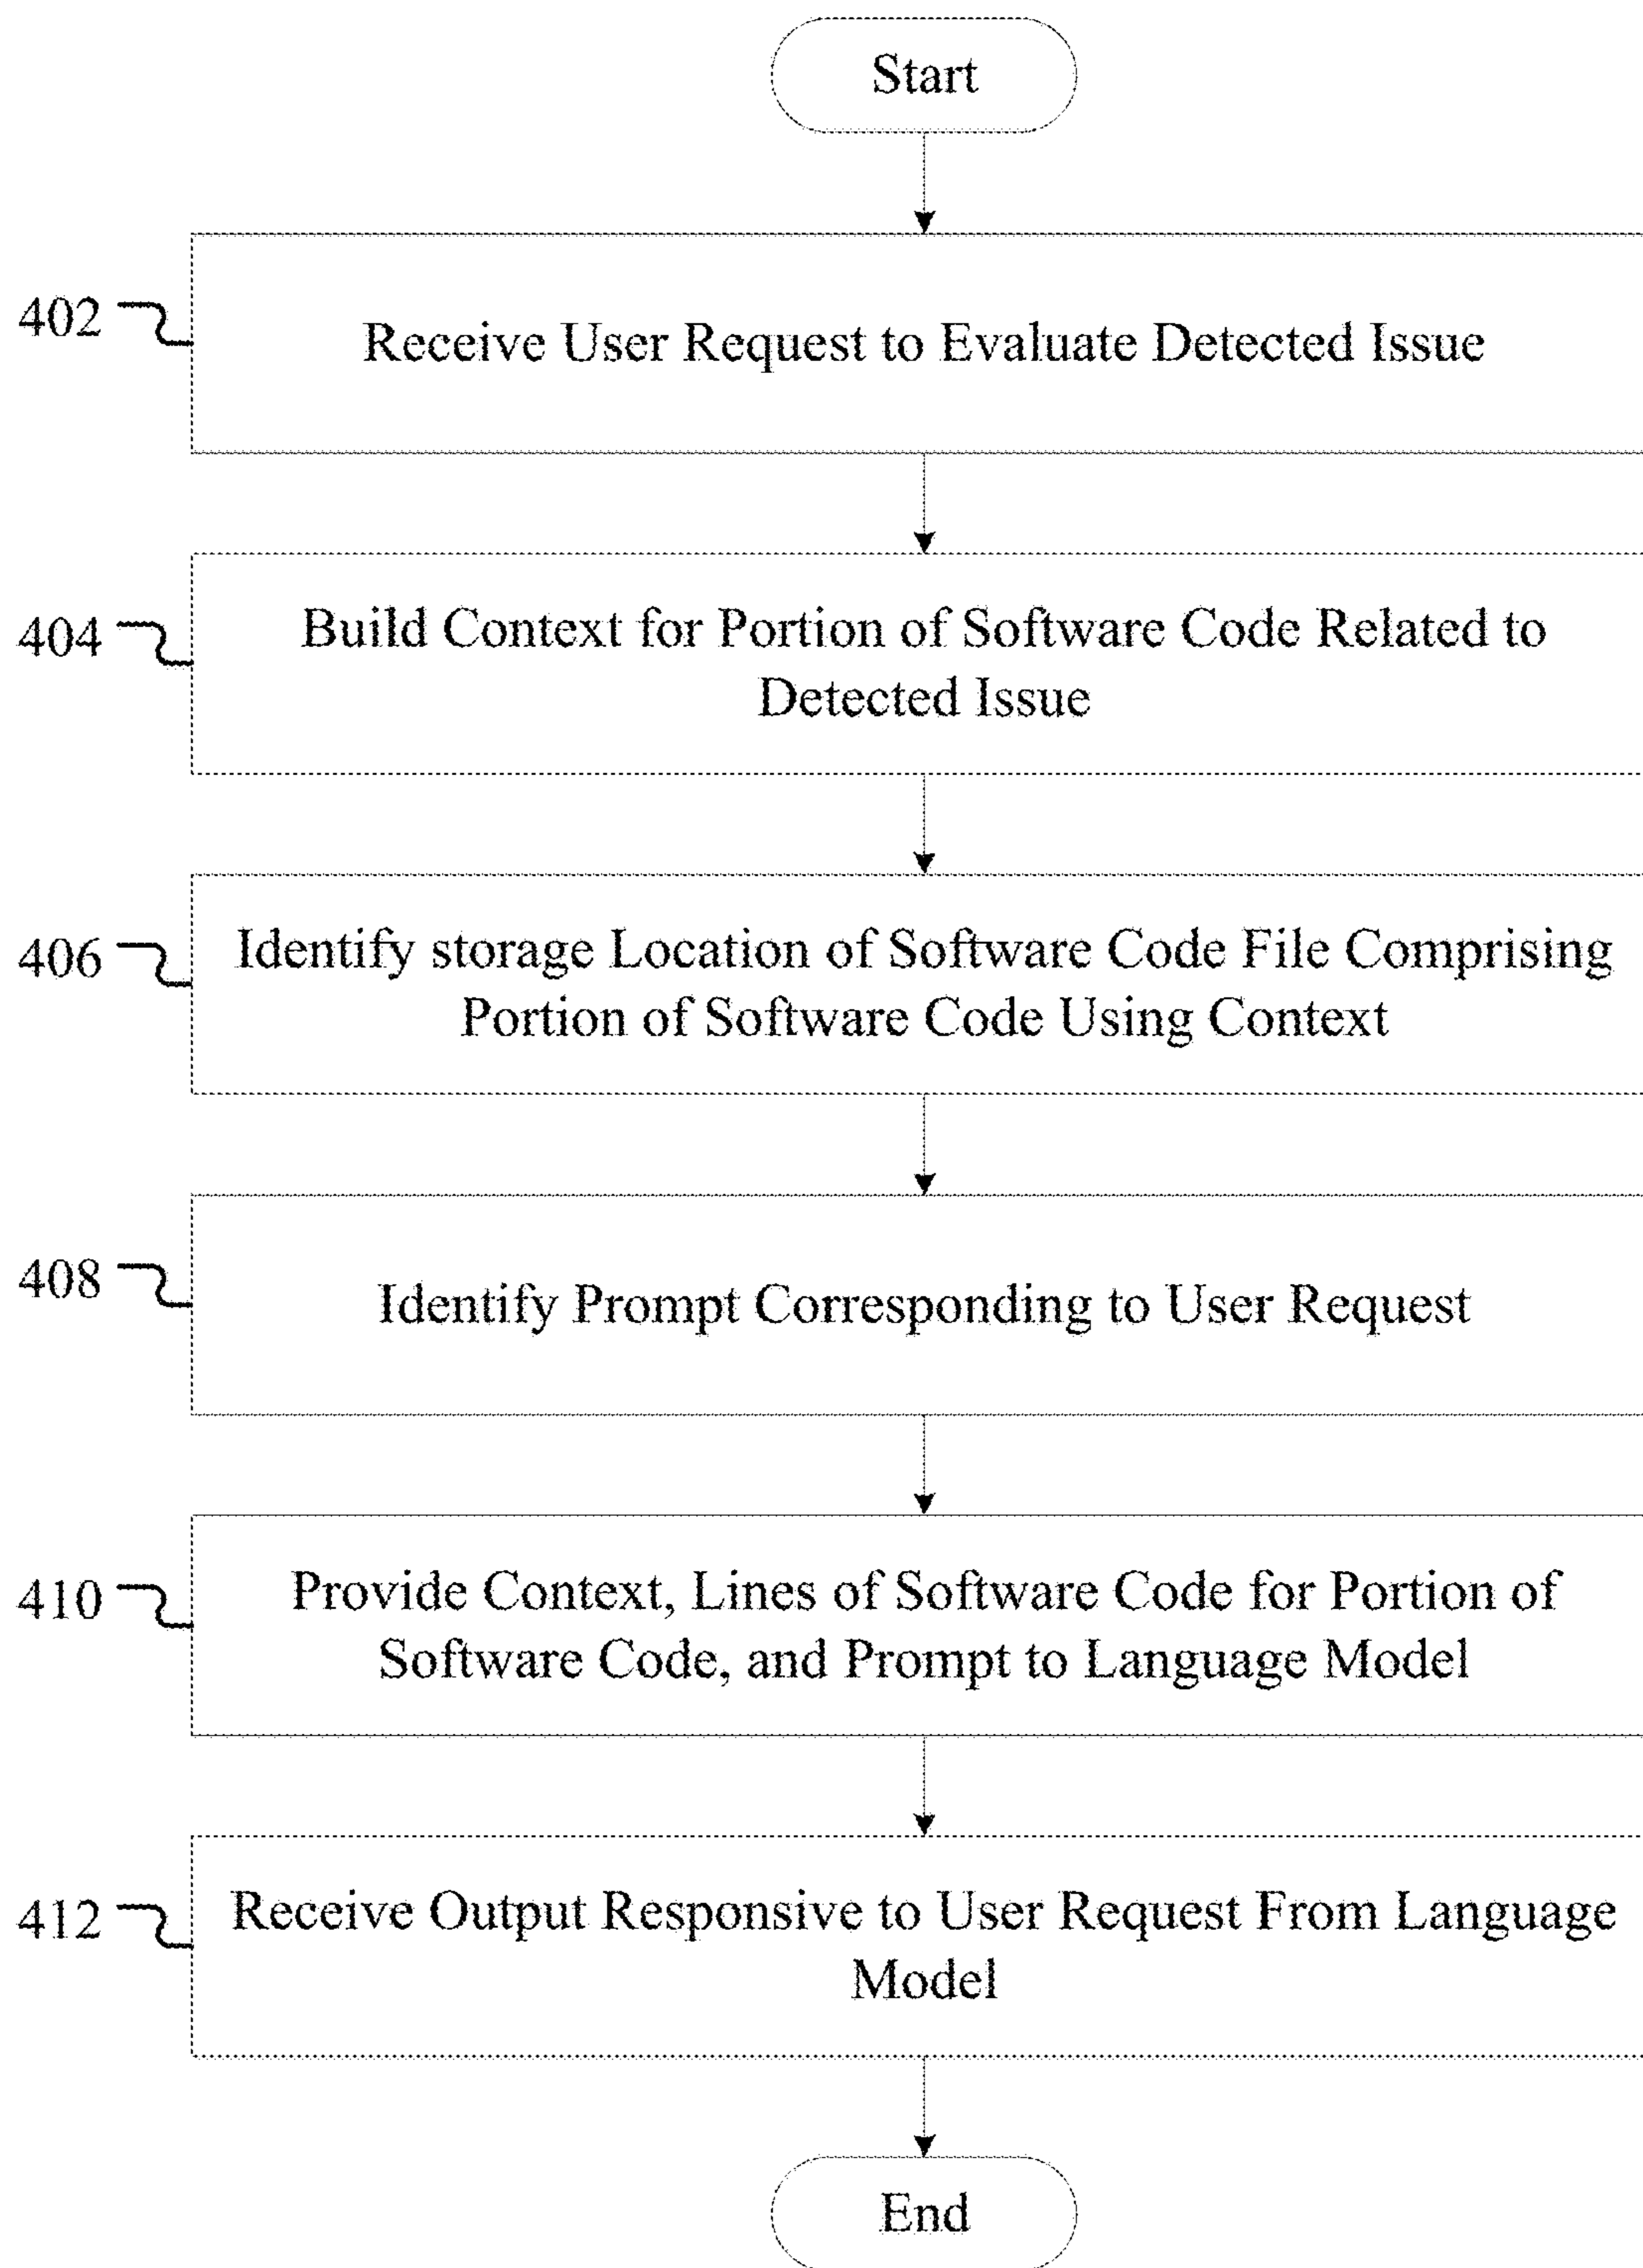 Start
402
Receive User Request to Evaluate Detected Issue
404
Build Context for Portion of Software Code Related to
Detected Issue
406
Identify storage Location of Software Code File Comprising
Portion of Software Code Using Context
408
Identify Prompt Corresponding to User Request
410
Provide Context, Lines of Software Code for Portion of
Software Code, and Prompt to Language Model
412
Receive Output Responsive to User Request From Language
Model
End